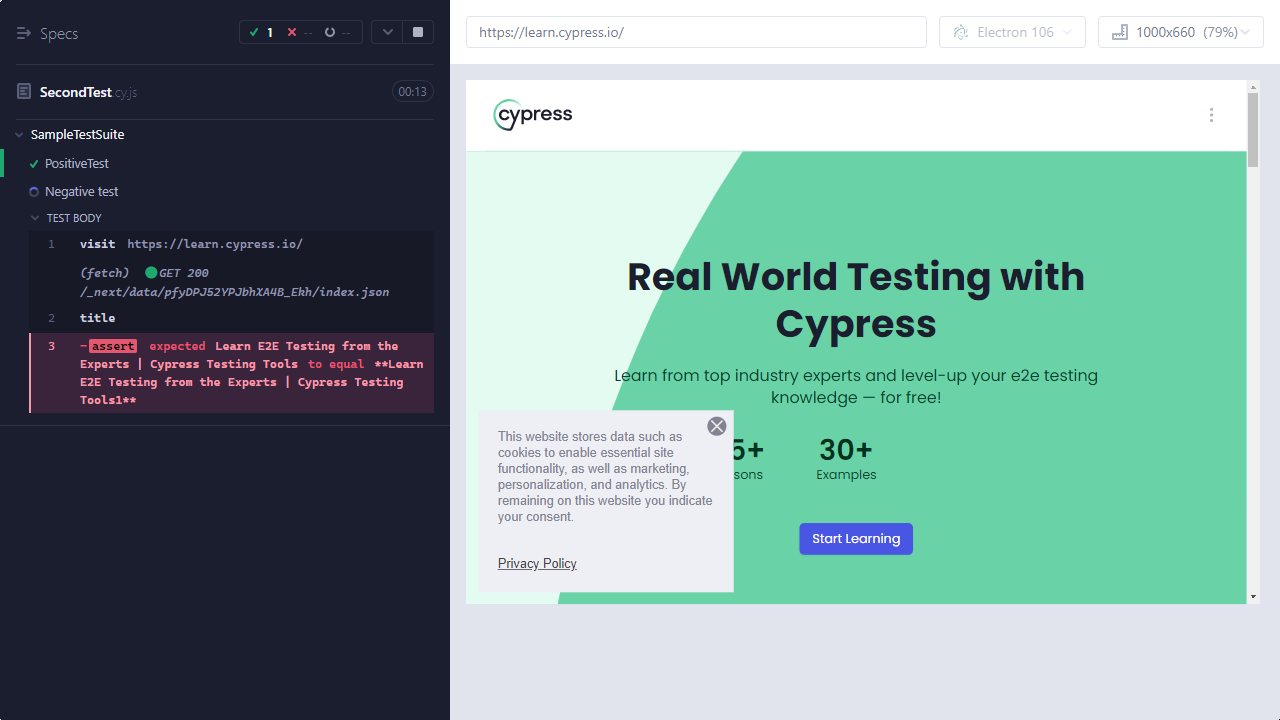 Specs
1
--
--
SecondTest.cy.js
00:13
SampleTestSuite
PositiveTest
Negative test
TEST BODY
1 visit https://learn.cypress.io/
(fetch) GET 200
/_next/data/pfyDPJ52YPJbhXA4B_Ekh/index.json
2 title
3 -assert expected Learn E2E Testing from the
Experts | Cypress Testing Tools to equal **Learn
E2E Testing from the Experts | Cypress Testing
Tools1**
https://learn.cypress.io/
Electron 106
1000x660 (79%)
cypress
Real World Testing with
Cypress
Learn from top industry experts and level-up your e2e testing
knowledge — for free!
5+
30+
sons
Examples
Start Learning
This website stores data such as
cookies to enable essential site
functionality, as well as marketing,
personalization, and analytics. By
remaining on this website you indicate
your consent.
Privacy Policy